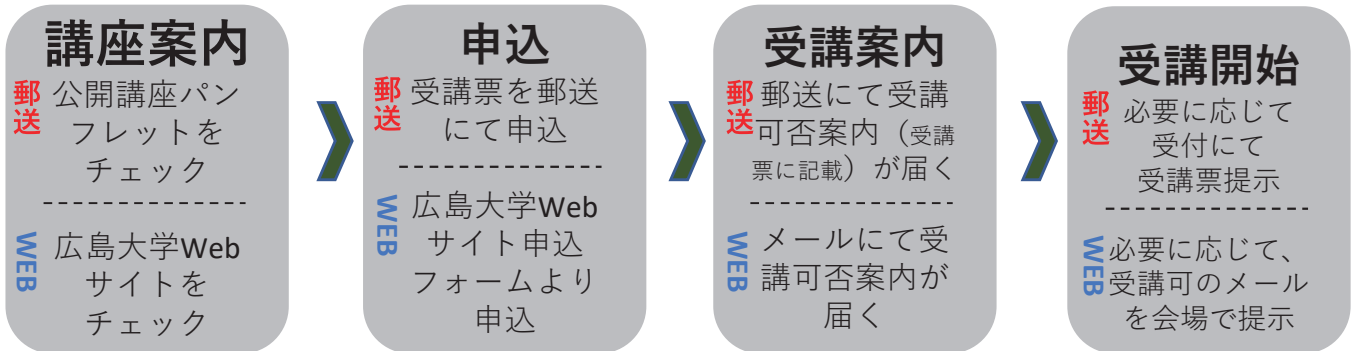 講座案内
郵送
公開講座パン
フレットを
チェック
WEB
広島大学Web
サイトを
チェック
申込
郵送
受講票を郵送
にて申込
WEB
広島大学Web
サイト申込
フォームより
申込
受講案内
郵送
郵送にて受講
可否案内（受講
票に記載）が届く
WEB
メールにて受
講可否案内が
届く
受講開始
郵送
必要に応じて
受付にて
受講票提示
WEB
必要に応じて、
受講可のメール
を会場で提示